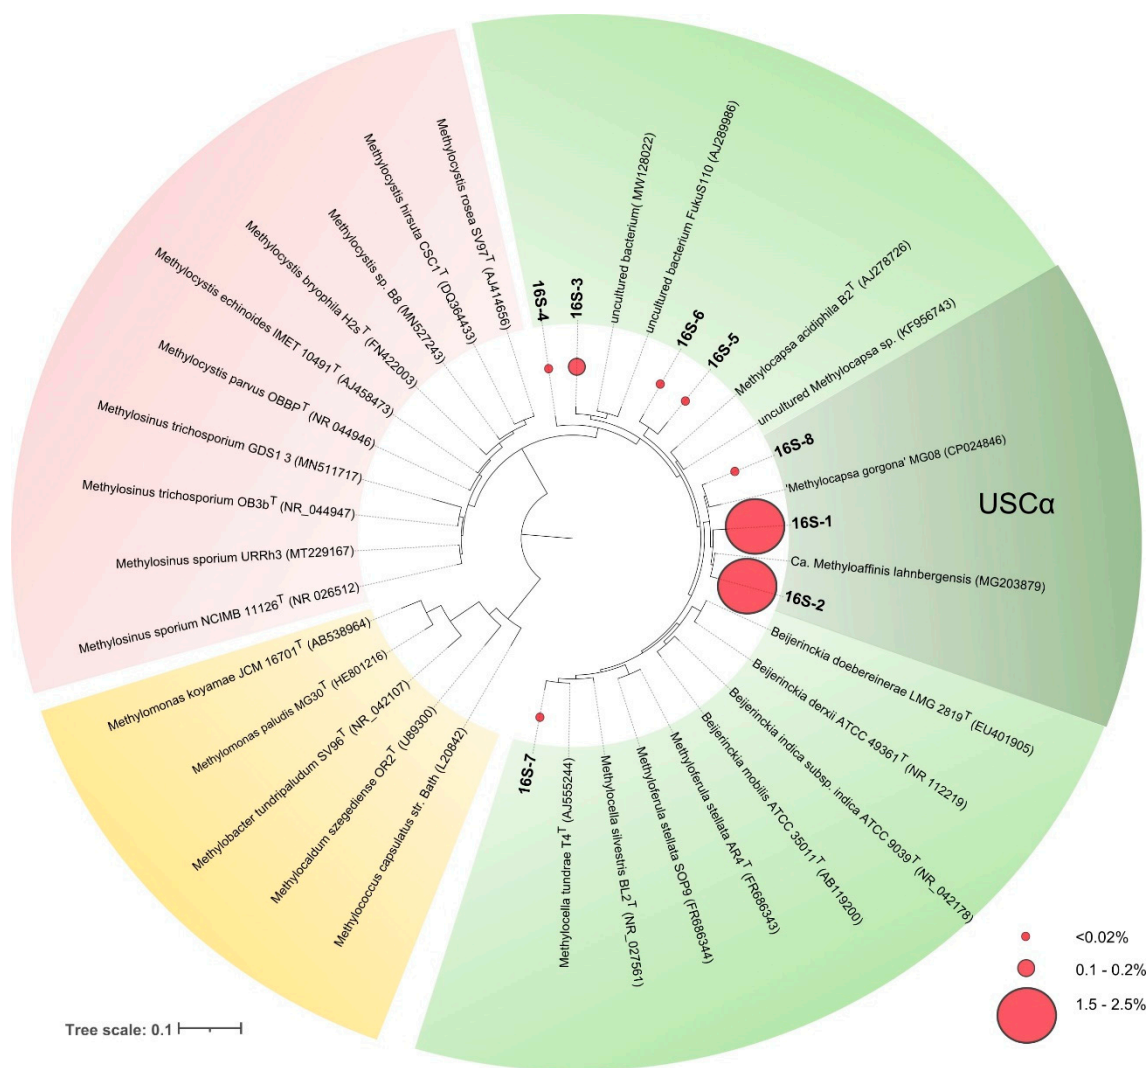 Methylocystis rosea SV97ᵀ (AJ414656)
Methylocystis hirsuta CSC1ᵀ (DQ364433)
Methylocystis sp. B8 (MN527243)
Methylocystis bryophila H2sᵀ (FN422003)
Methylocystis echinoides IMET 10491ᵀ (AJ458473)
Methylocystis parvus OBBPᵀ (NR 044946)
Methylosinus trichosporium GDS1 3 (MN511717)
Methylosinus trichosporium OB3bᵀ (NR_044947)
Methylosinus sporium URRh3 (MT229167)
Methylosinus sporium NCIMB 11126ᵀ (NR 026512)
Methylomonas koyamae JCM 16701ᵀ (AB538964)
Methylomonas paludis MG30ᵀ (HE801216)
Methylobacter tundripaludum SV96ᵀ (NR_042107)
Methylocaldum szegediense OR2ᵀ (U89300)
Methylococcus capsulatus str. Bath (L20842)
16S-7
Methylocella tundrae T4ᵀ (AJ555244)
Methylocella silvestris BL2ᵀ (NR_027561)
Methyloferula stellata SOP9 (FR686344)
Methyloferula stellata AR4ᵀ (FR686343)
Beijerinckia mobilis ATCC 35011ᵀ (AB119200)
Beijerinckia indica subsp. indica ATCC 9039ᵀ (NR_042178)
Beijerinckia derxii ATCC 49361ᵀ (NR 112219)
Beijerinckia doebereinerae LMG 2819ᵀ (EU401905)
16S-2
Ca. Methyloaffinis lahnbergensis (MG203879)
16S-1
'Methylocapsa gorgona' MG08 (CP024846)
16S-8
USCα
uncultured Methylocapsa sp. (KF956743)
Methylocapsa acidiphila B2ᵀ (AJ278726)
16S-5
16S-6
uncultured bacterium FukuS110 (AJ289986)
uncultured bacterium( MW128022)
16S-3
16S-4
<0.02%
0.1 - 0.2%
1.5 - 2.5%
Tree scale: 0.1